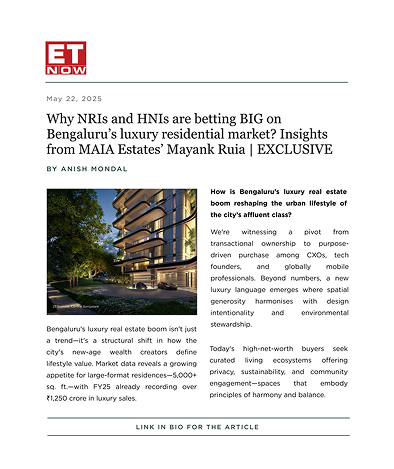 ET
NOW
May 22, 2025
Why NRIs and HNIs are betting BIG on
Bengaluru’s luxury residential market? Insights
from MAIA Estates’ Mayank Ruia | EXCLUSIVE
BY ANISH MONDAL
Bengaluru's luxury real estate boom isn't just
a trend—it's a structural shift in how the
city's new-age wealth creators define
lifestyle value. Market data reveals a growing
appetite for large-format residences—5,000+
sq. ft.—with FY25 already recording over
₹1,250 crore in luxury sales.
How is Bengaluru's luxury real estate
boom reshaping the urban lifestyle of
the city's affluent class?
We're witnessing a pivot from
transactional ownership to purpose-
driven purchase among CXOs, tech
founders, and globally mobile
professionals. Beyond numbers, a new
luxury language emerges where spatial
generosity harmonises with design
intentionality and environmental
stewardship.
Today's high-net-worth buyers seek
curated living ecosystems offering
privacy, sustainability, and community
engagement—spaces that embody
principles of harmony and balance.
LINK IN BIO FOR THE ARTICLE